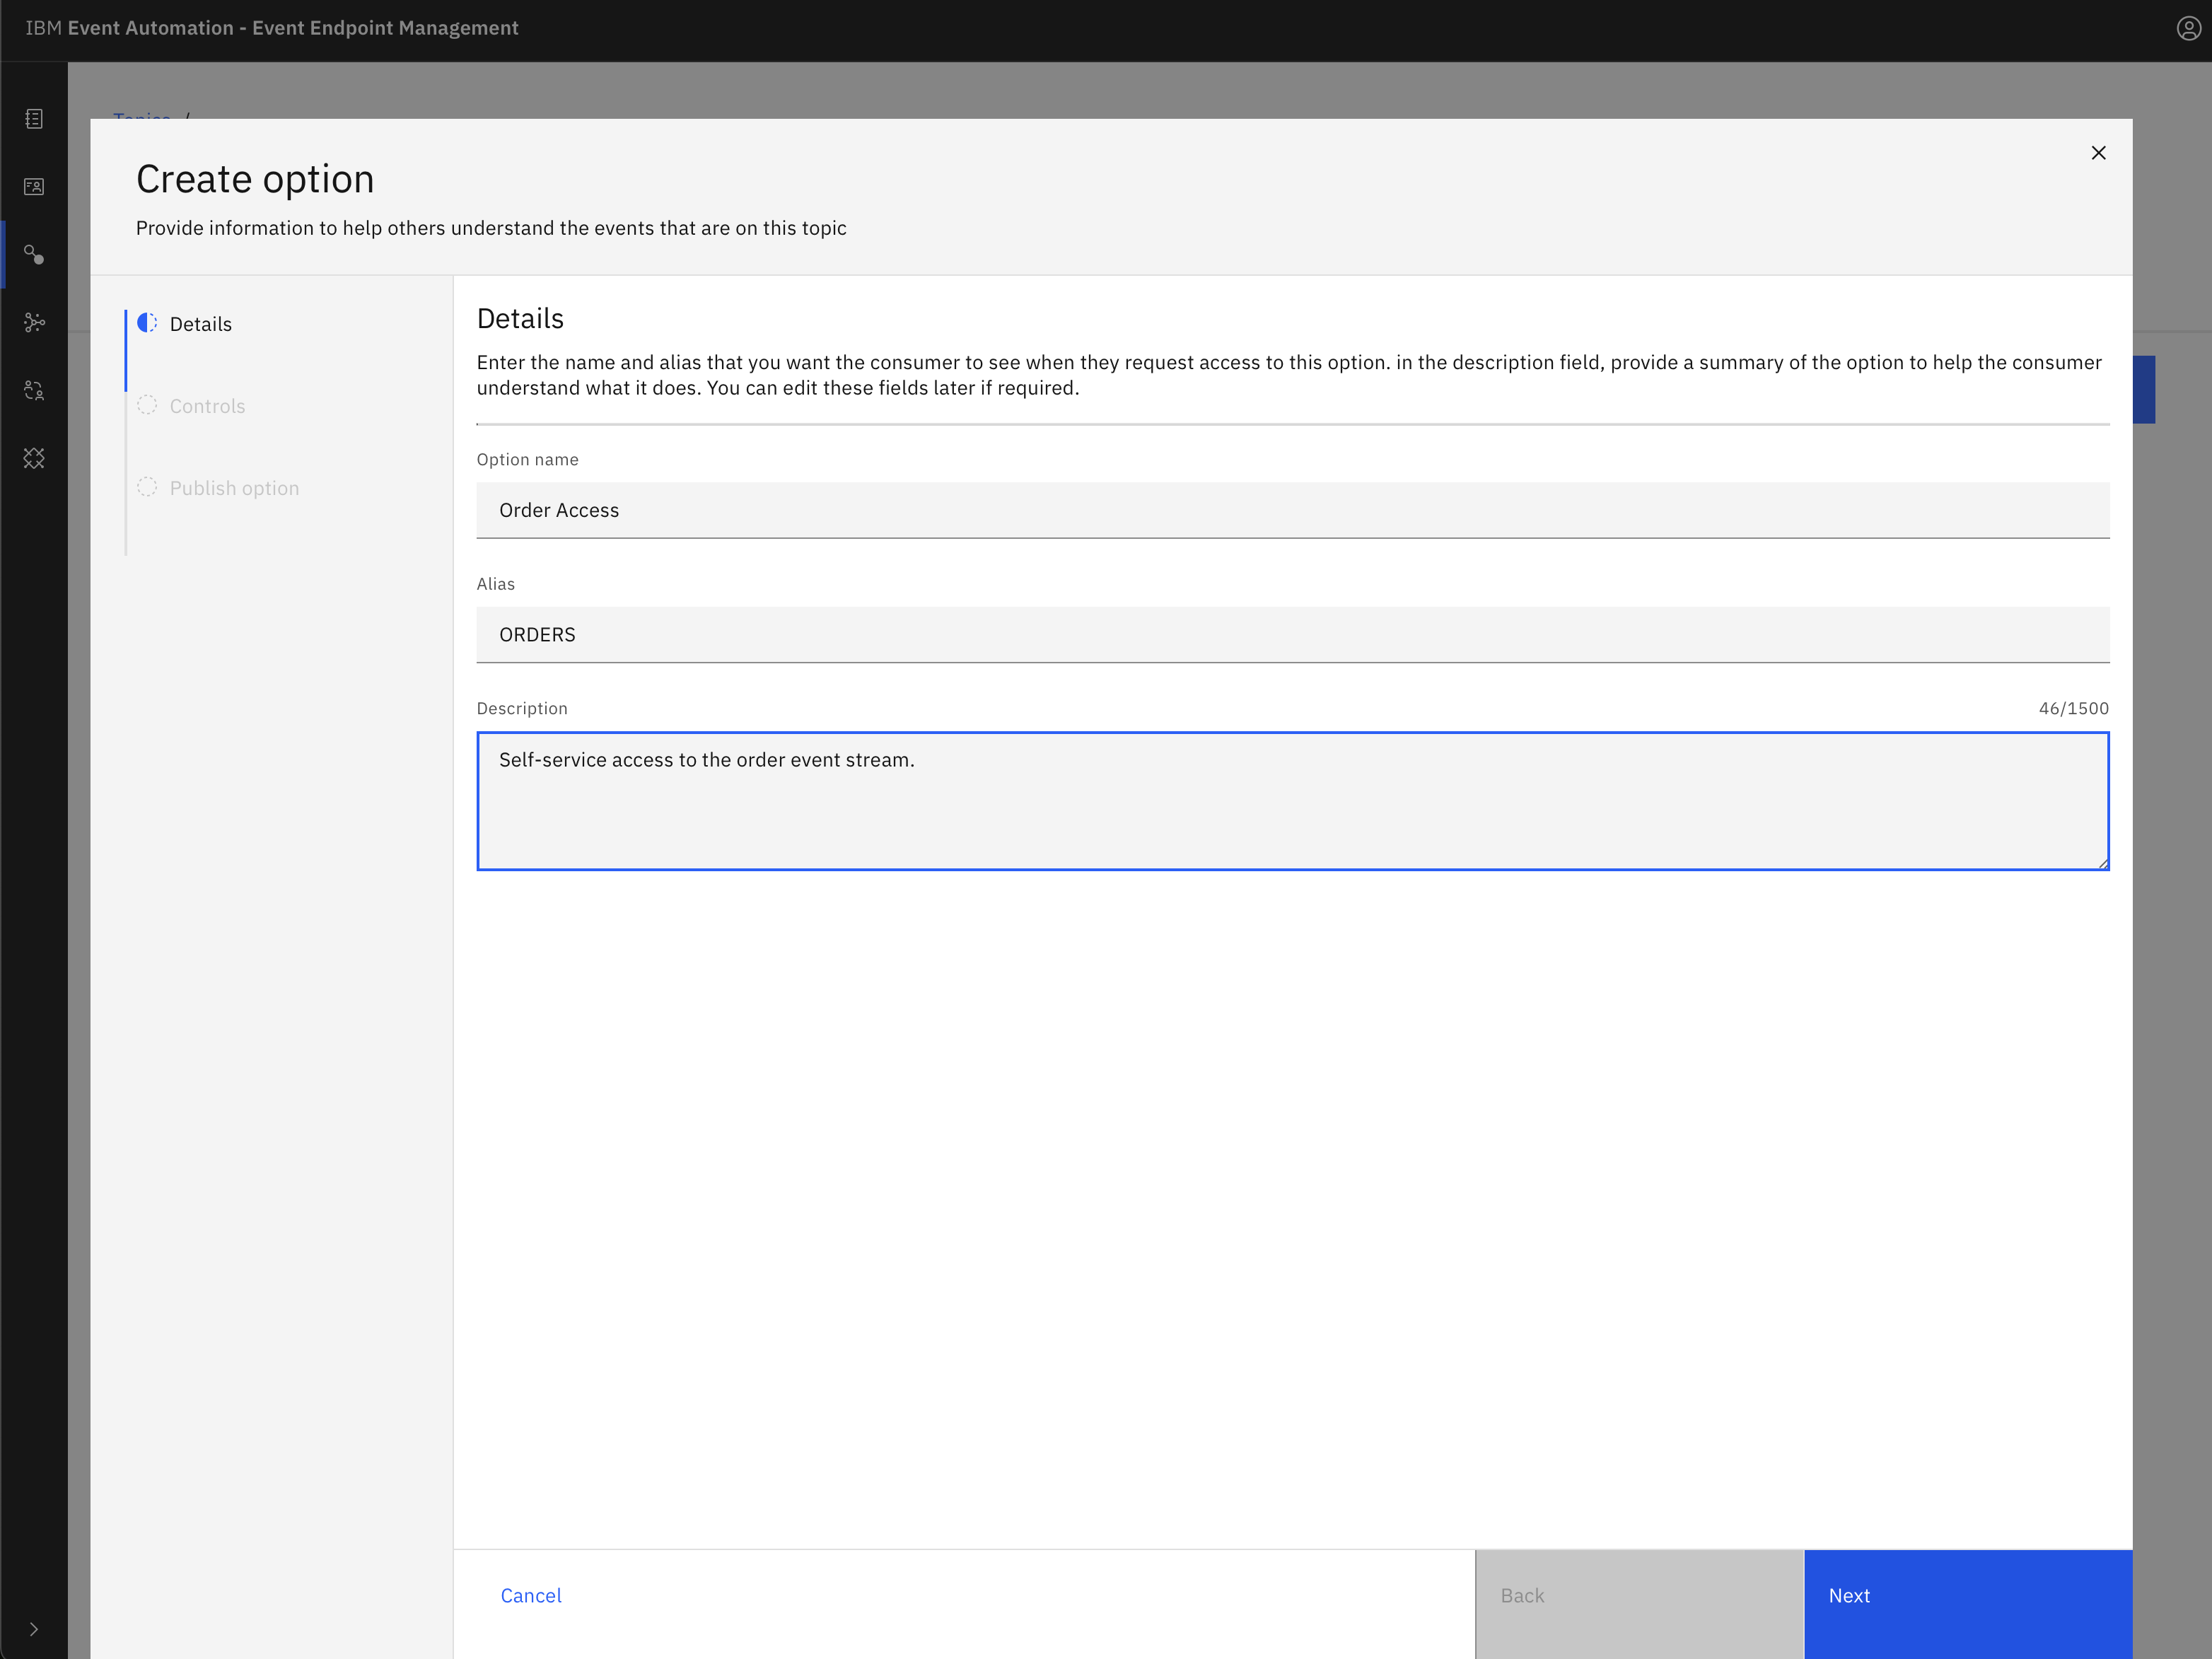 IBM Event Automation - Event Endpoint Management
Topics /
Create option
Provide information to help others understand the events that are on this topic
Details
Controls
Publish option
Details
Enter the name and alias that you want the consumer to see when they request access to this option. in the description field, provide a summary of the option to help the consumer
understand what it does. You can edit these fields later if required.
Option name
Order Access
Alias
ORDERS
Description
46/1500
Self-service access to the order event stream.
Cancel
Back
Next